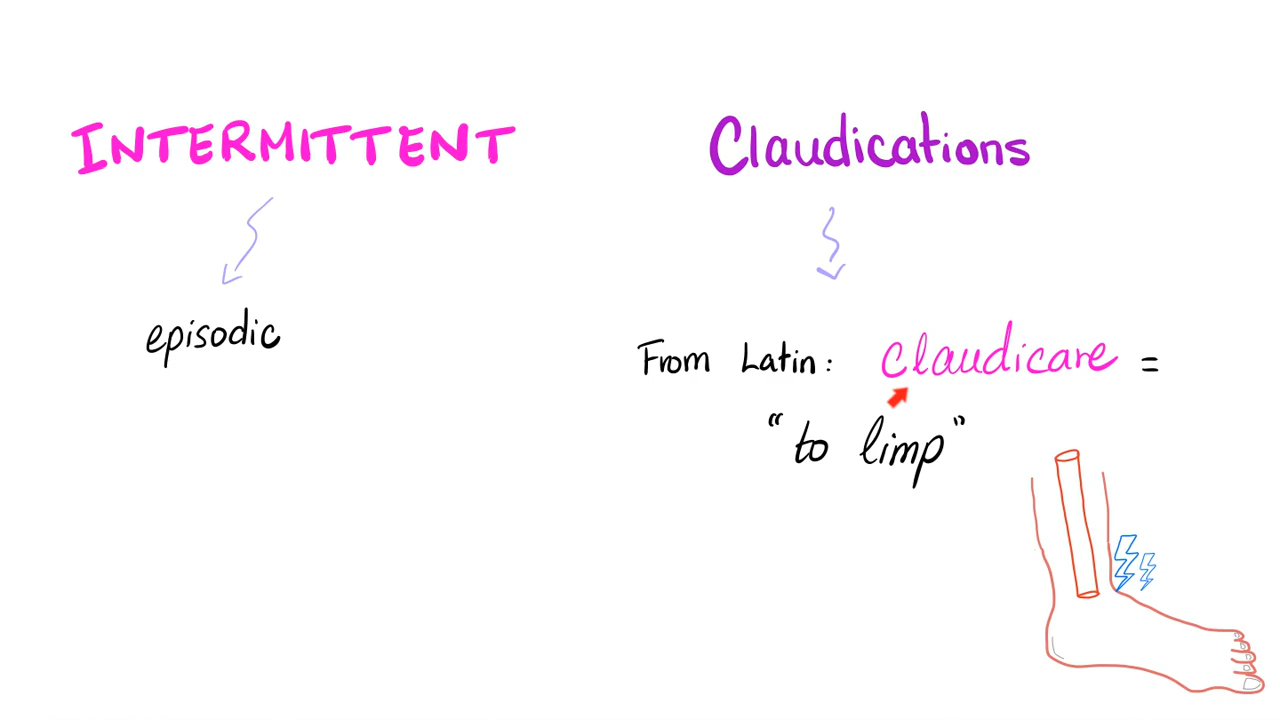 INTERMITTENT
Claudications
episodic
From Latin: claudicare =
"to limp"